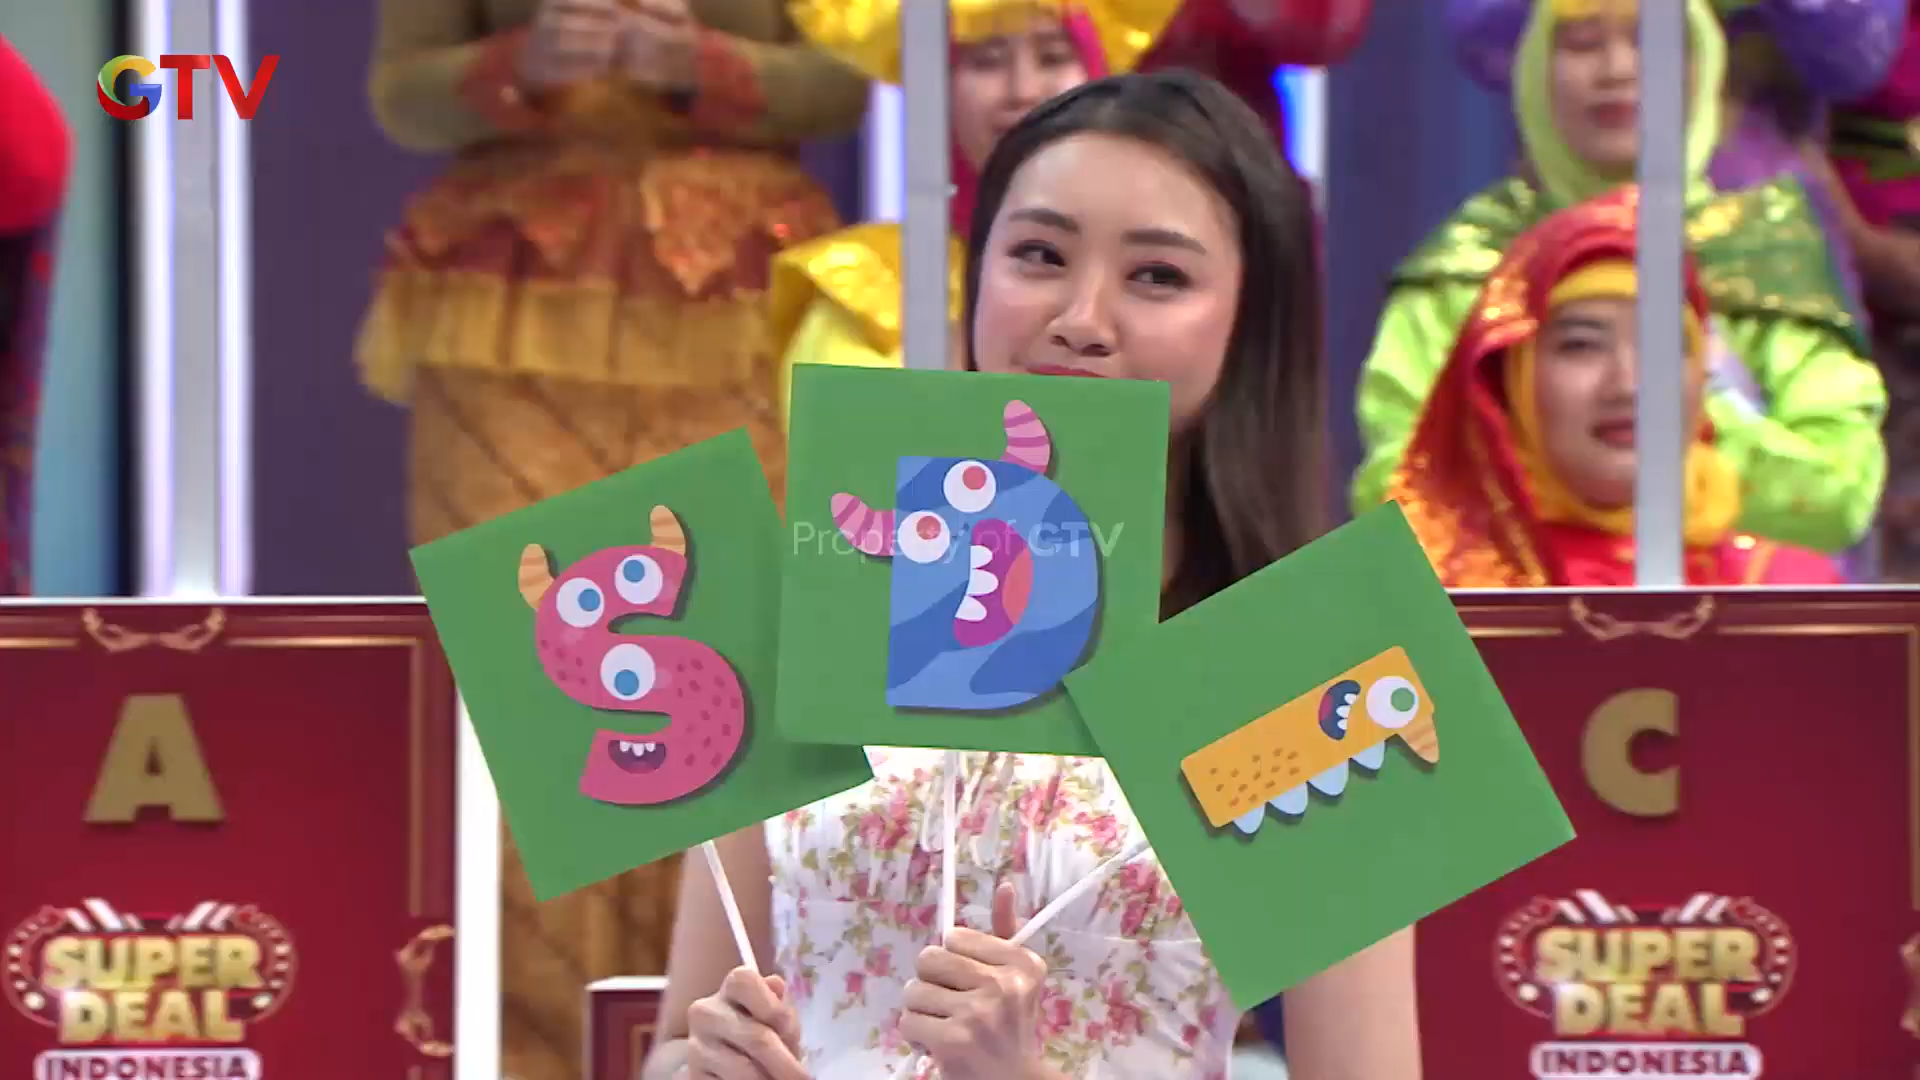 GTV
S D I
Property of GTV
A
C
SUPER
DEAL
INDONESIA
SUPER
DEAL
INDONESIA